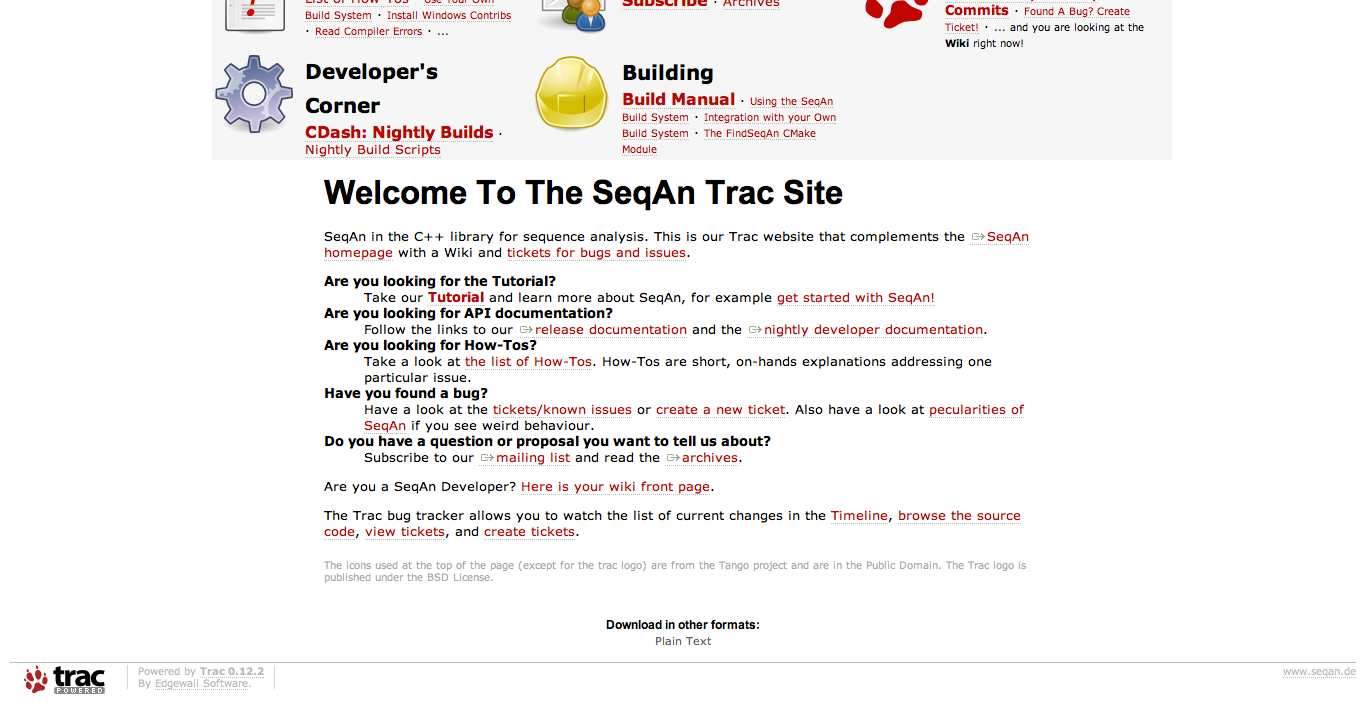 List of How-Tos · Use Your Own
Build System · Install Windows Contribs
· Read Compiler Errors · ...
Subscribe · Archives
Commits · Found A Bug? Create
Ticket! · ... and you are looking at the
Wiki right now!
Developer's
Corner
CDash: Nightly Builds ·
Nightly Build Scripts
Building
Build Manual · Using the SeqAn
Build System · Integration with your Own
Build System · The FindSeqAn CMake
Module
Welcome To The SeqAn Trac Site
SeqAn in the C++ library for sequence analysis. This is our Trac website that complements the SeqAn
homepage with a Wiki and tickets for bugs and issues.
Are you looking for the Tutorial?
Take our Tutorial and learn more about SeqAn, for example get started with SeqAn!
Are you looking for API documentation?
Follow the links to our release documentation and the nightly developer documentation.
Are you looking for How-Tos?
Take a look at the list of How-Tos. How-Tos are short, on-hands explanations addressing one
particular issue.
Have you found a bug?
Have a look at the tickets/known issues or create a new ticket. Also have a look at pecularities of
SeqAn if you see weird behaviour.
Do you have a question or proposal you want to tell us about?
Subscribe to our mailing list and read the archives.
Are you a SeqAn Developer? Here is your wiki front page.
The Trac bug tracker allows you to watch the list of current changes in the Timeline, browse the source
code, view tickets, and create tickets.
The icons used at the top of the page (except for the trac logo) are from the Tango project and are in the Public Domain. The Trac logo is
published under the BSD License.
Download in other formats:
Plain Text
trac
POWERED
Powered by Trac 0.12.2
By Edgewall Software.
www.seqan.de